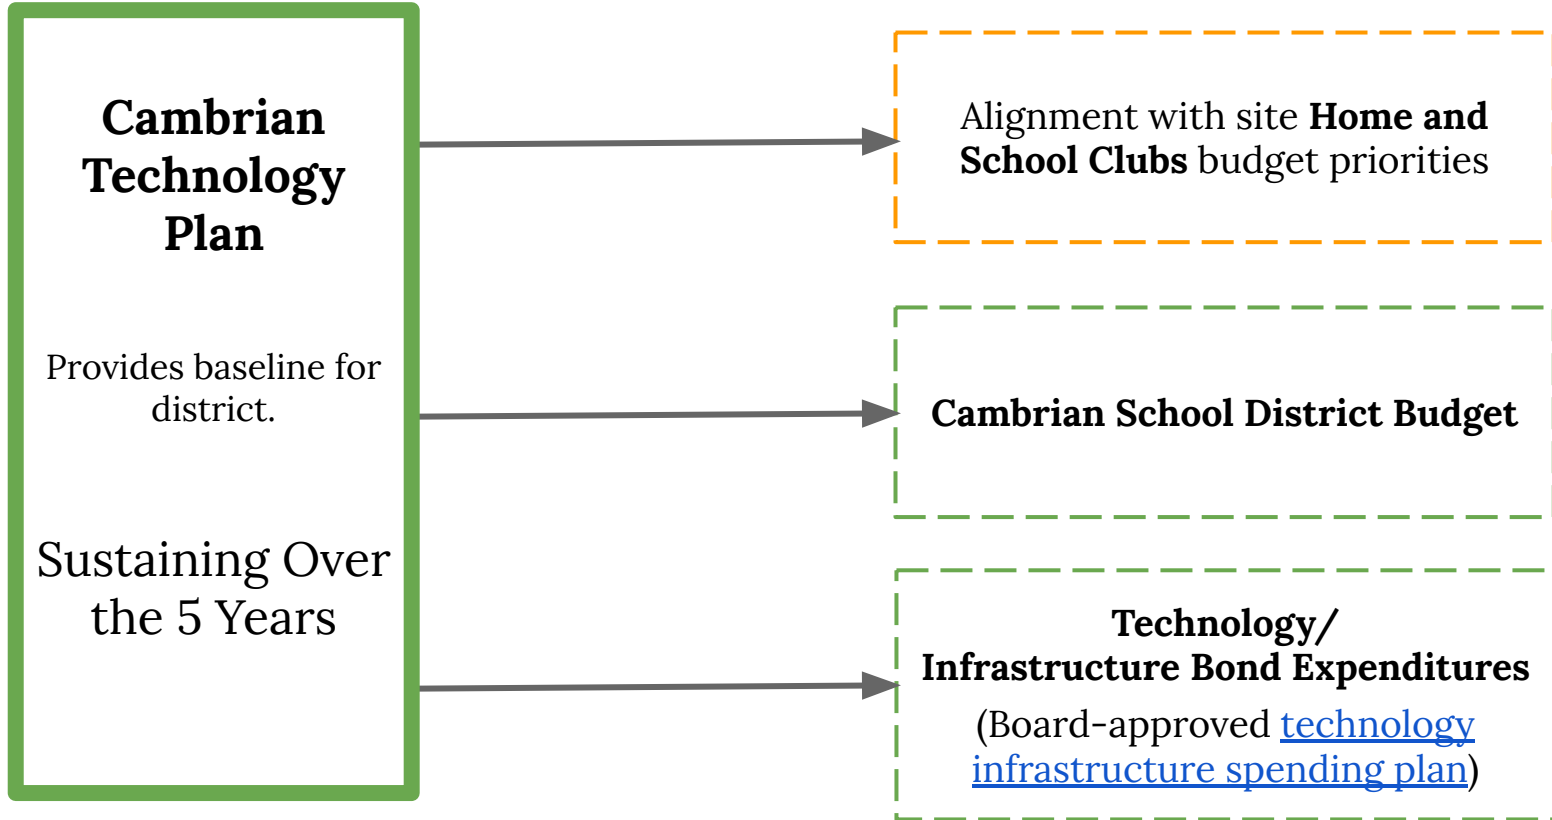 Cambrian
Technology
Plan
Provides baseline for
district.
Sustaining Over
the 5 Years
Alignment with site Home and
School Clubs budget priorities
Cambrian School District Budget
Technology/
Infrastructure Bond Expenditures
(Board-approved technology
infrastructure spending plan)